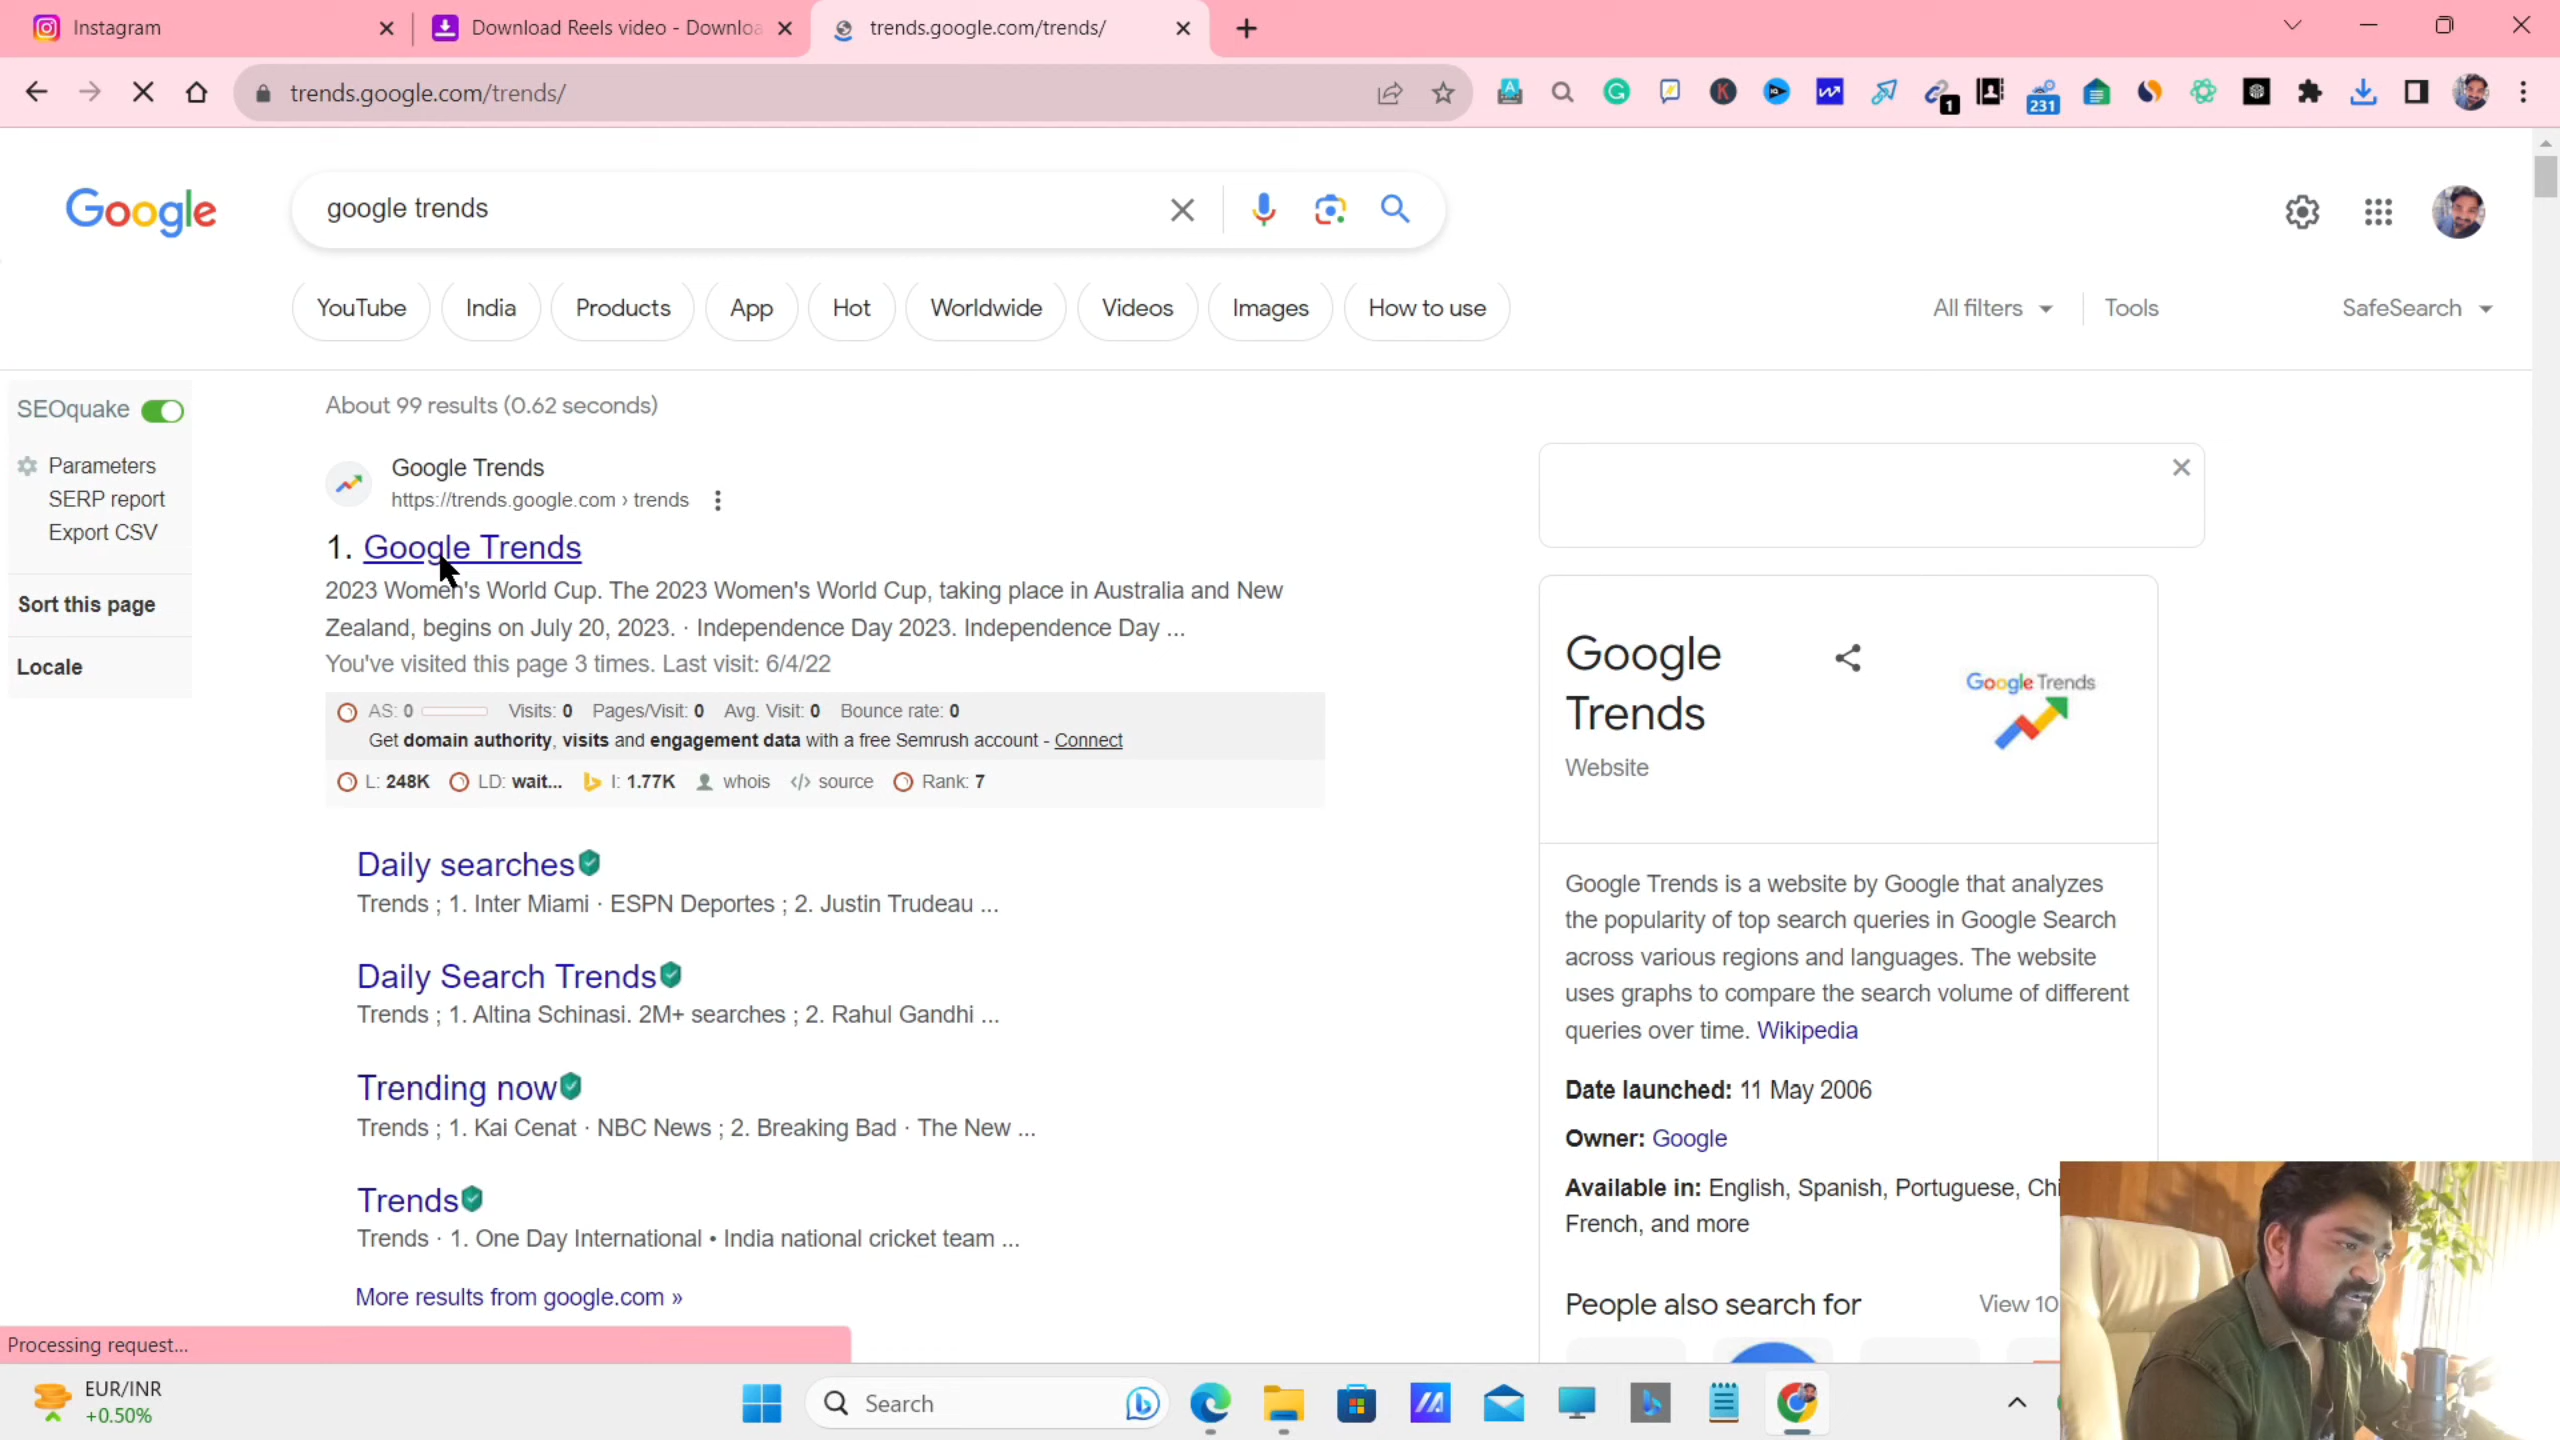 Instagram
Download Reels video - Downloa
trends.google.com/trends/
trends.google.com/trends/
1
231
Google
google trends
YouTube India Products App Hot Worldwide Videos Images How to use All filters Tools SafeSearch
SEOquake
Parameters
SERP report
Export CSV
Sort this page
Locale
About 99 results (0.62 seconds)
Google Trends
https://trends.google.com › trends
1. Google Trends
2023 Women's World Cup. The 2023 Women's World Cup, taking place in Australia and New
Zealand, begins on July 20, 2023. · Independence Day 2023. Independence Day ...
You've visited this page 3 times. Last visit: 6/4/22
AS: 0 Visits: 0 Pages/Visit: 0 Avg. Visit: 0 Bounce rate: 0
Get domain authority, visits and engagement data with a free Semrush account - Connect
L: 248K LD: wait... I: 1.77K whois </> source Rank: 7
Daily searches
Trends ; 1. Inter Miami · ESPN Deportes ; 2. Justin Trudeau ...
Daily Search Trends
Trends ; 1. Altina Schinasi. 2M+ searches ; 2. Rahul Gandhi ...
Trending now
Trends ; 1. Kai Cenat · NBC News ; 2. Breaking Bad · The New ...
Trends
Trends · 1. One Day International • India national cricket team ...
More results from google.com »
Google
Trends
Website
Google Trends
Google Trends is a website by Google that analyzes
the popularity of top search queries in Google Search
across various regions and languages. The website
uses graphs to compare the search volume of different
queries over time. Wikipedia
Date launched: 11 May 2006
Owner: Google
Available in: English, Spanish, Portuguese, Chi
French, and more
People also search for View 10
Processing request...
EUR/INR
+0.50%
Search